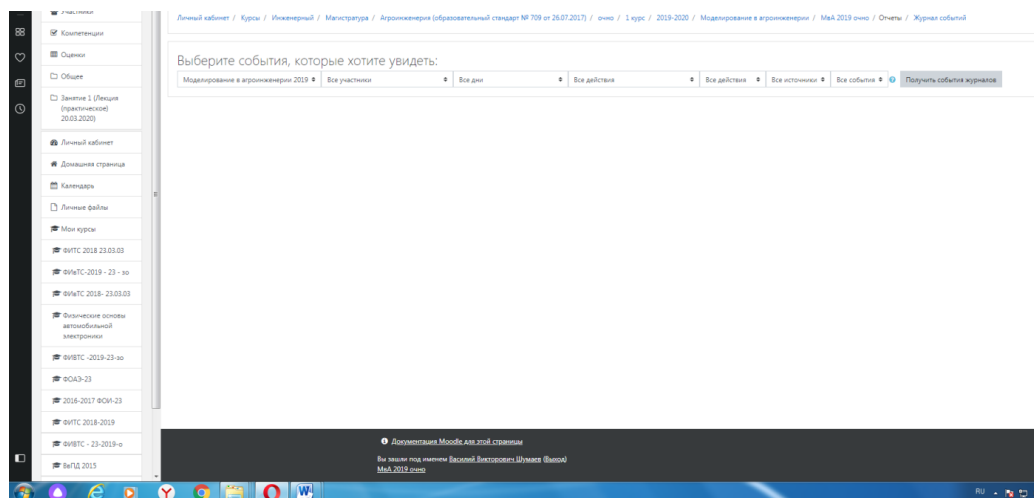 Участники
Компетенции
Оценки
Общее
Занятие 1 (Лекция
(практическое)
20.03.2020)
Личный кабинет
Домашняя страница
Календарь
Личные файлы
Мои курсы
ФИТС 2018 23.03.03
ФИвТС-2019 - 23 - зо
ФИвТС 2018- 23.03.03
Физические основы
автомобильной
электроники
ФИВТС -2019-23-зо
ФОАЭ-23
2016-2017 ФОИ-23
ФИТС 2018-2019
ФИВТС - 23-2019-о
ВеПД 2015
Личный кабинет / Курсы / Инженерный / Магистратура / Агроинженерия (образовательный стандарт № 709 от 26.07.2017) / очно / 1 курс / 2019-2020 / Моделирование в агроинженерии / МвА 2019 очно / Отчеты / Журнал событий
Выберите события, которые хотите увидеть:
Моделирование в агроинженерии 2019 Все участники Все дни Все действия Все действия Все источники Все события Получить события журналов
Документация Moodle для этой страницы
Вы зашли под именем Василий Викторович Шумаев (Выход)
МвА 2019 очно
RU